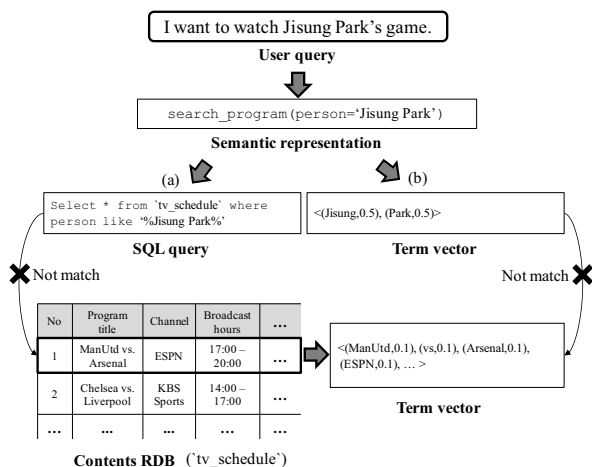 I want to watch Jisung Park's game.
User query
search_program(person='Jisung Park')
Semantic representation
(a)
(b)
Select * from `tv_schedule` where
person like '%Jisung Park%'
SQL query
<(Jisung,0.5), (Park,0.5)>
Term vector
Not match
Not match
No
Program
title
Channel
Broadcast
hours
...
1
ManUtd vs.
Arsenal
ESPN
17:00 –
20:00
...
2
Chelsea vs.
Liverpool
KBS
Sports
14:00 –
17:00
...
...
...
...
...
...
<(ManUtd,0.1), (vs,0.1), (Arsenal,0.1),
(ESPN,0.1), ... >
Term vector
Contents RDB (`tv_schedule`)